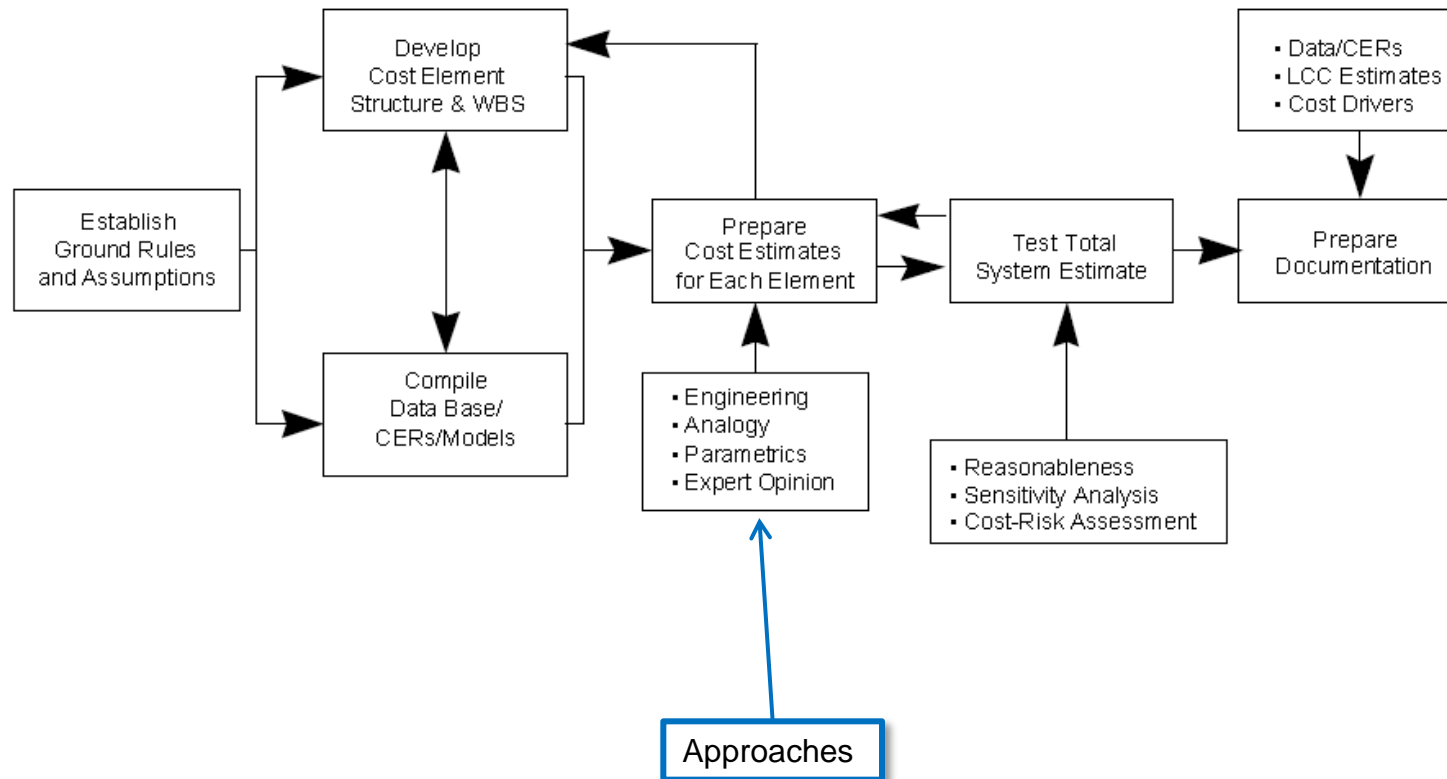 Develop
Cost Element
Structure & WBS
▪ Data/CERs
▪ LCC Estimates
▪ Cost Drivers
Establish
Ground Rules
and Assumptions
Prepare
Cost Estimates
for Each Element
Test Total
System Estimate
Prepare
Documentation
Compile
Data Base/
CERs/Models
▪ Engineering
▪ Analogy
▪ Parametrics
▪ Expert Opinion
▪ Reasonableness
▪ Sensitivity Analysis
▪ Cost-Risk Assessment
Approaches